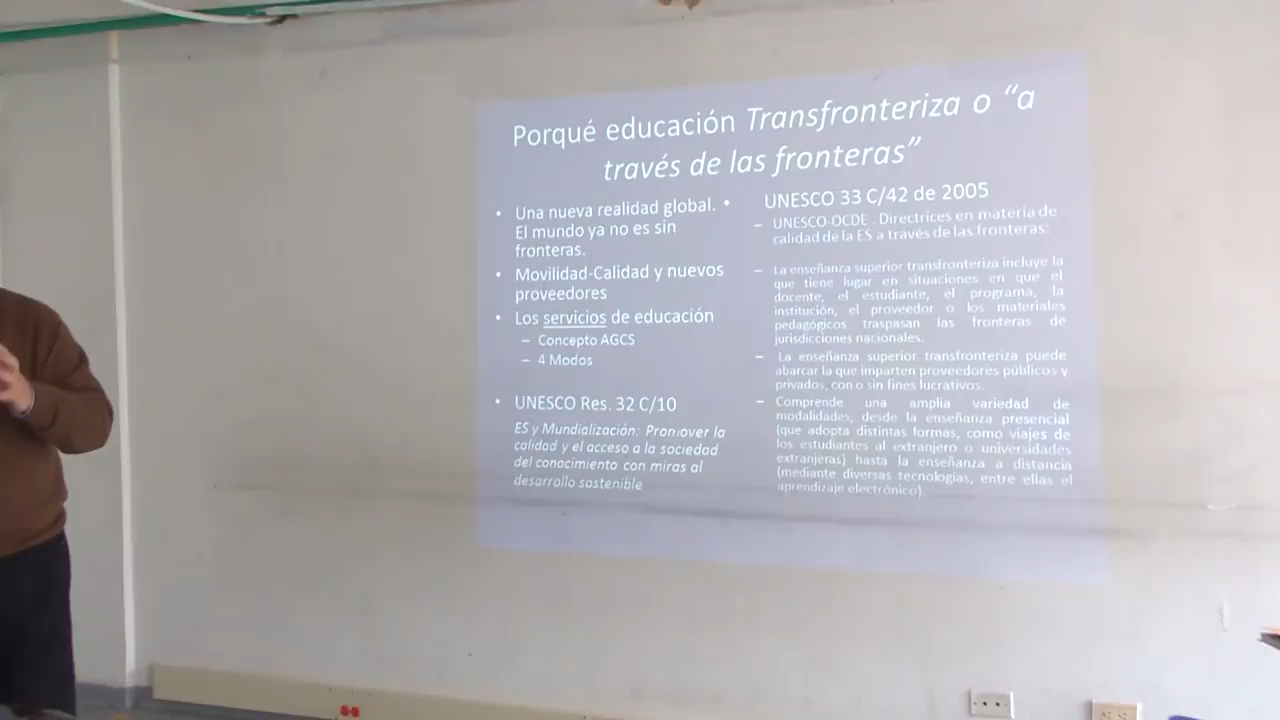 Porqué educación Transfronteriza o “a
través de las fronteras”
• Una nueva realidad global.
El mundo ya no es sin
fronteras.
• Movilidad-Calidad y nuevos
proveedores
• Los servicios de educación
– Concepto AGCS
– 4 Modos
• UNESCO Res. 32 C/10
ES y Mundialización: Promover la
calidad y el acceso a la sociedad
del conocimiento con miras al
desarrollo sostenible
• UNESCO 33 C/42 de 2005
– UNESCO-OCDE . Directrices en materia de
calidad de la ES a través de las fronteras:
– La enseñanza superior transfronteriza incluye la
que tiene lugar en situaciones en que el
docente, el estudiante, el programa, la
institución, el proveedor o los materiales
pedagógicos traspasan las fronteras de
jurisdicciones nacionales.
– La enseñanza superior transfronteriza puede
abarcar la que imparten proveedores públicos y
privados, con o sin fines lucrativos.
– Comprende una amplia variedad de
modalidades, desde la enseñanza presencial
(que adopta distintas formas, como viajes de
los estudiantes al extranjero o universidades
extranjeras) hasta la enseñanza a distancia
(mediante diversas tecnologías, entre ellas el
aprendizaje electrónico).